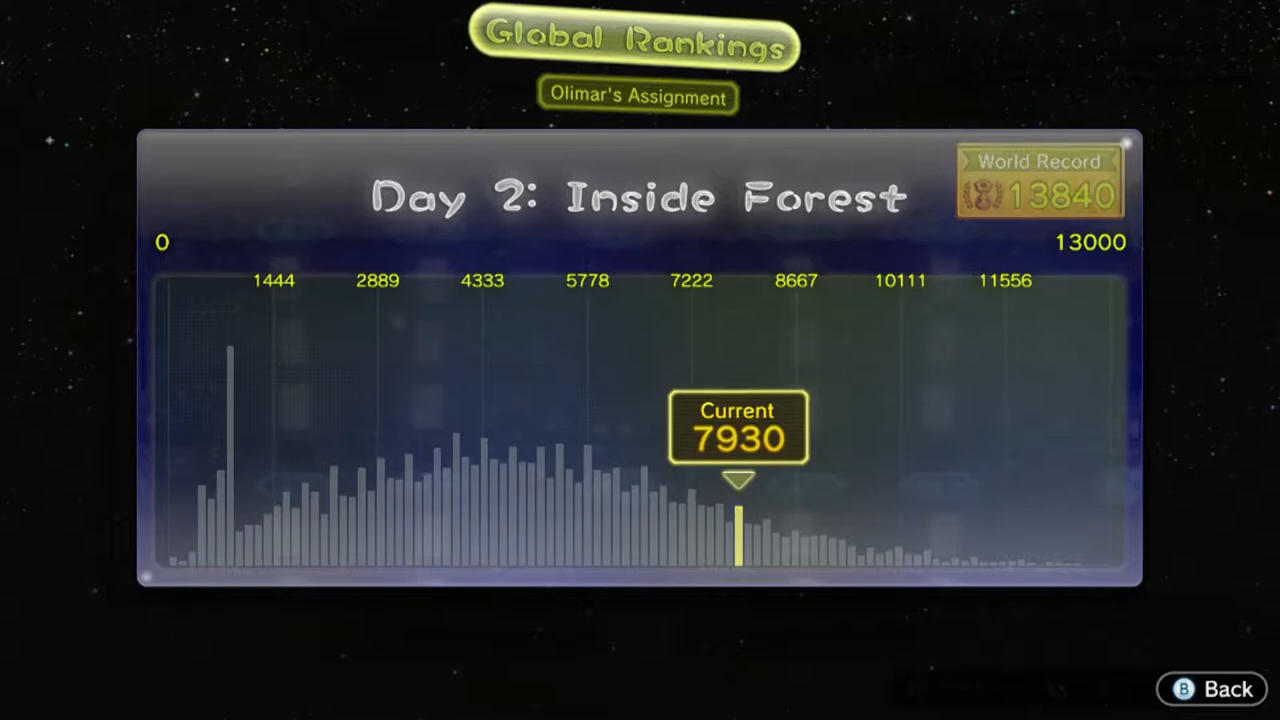 Global Rankings
Olimar's Assignment
World Record
13840
Day 2: Inside Forest
0
13000
1444 2889 4333 5778 7222 8667 10111 11556
Current
7930
B Back